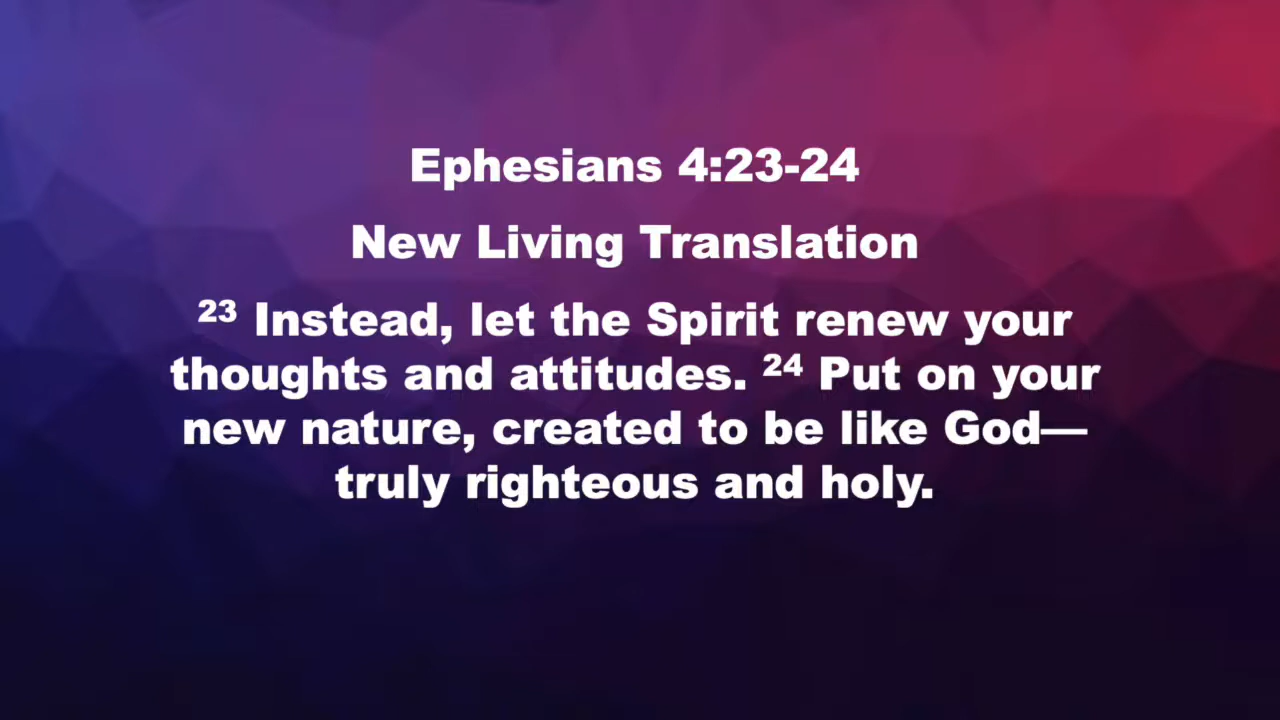 Ephesians 4:23-24
New Living Translation
²³ Instead, let the Spirit renew your
thoughts and attitudes. ²⁴ Put on your
new nature, created to be like God—
truly righteous and holy.